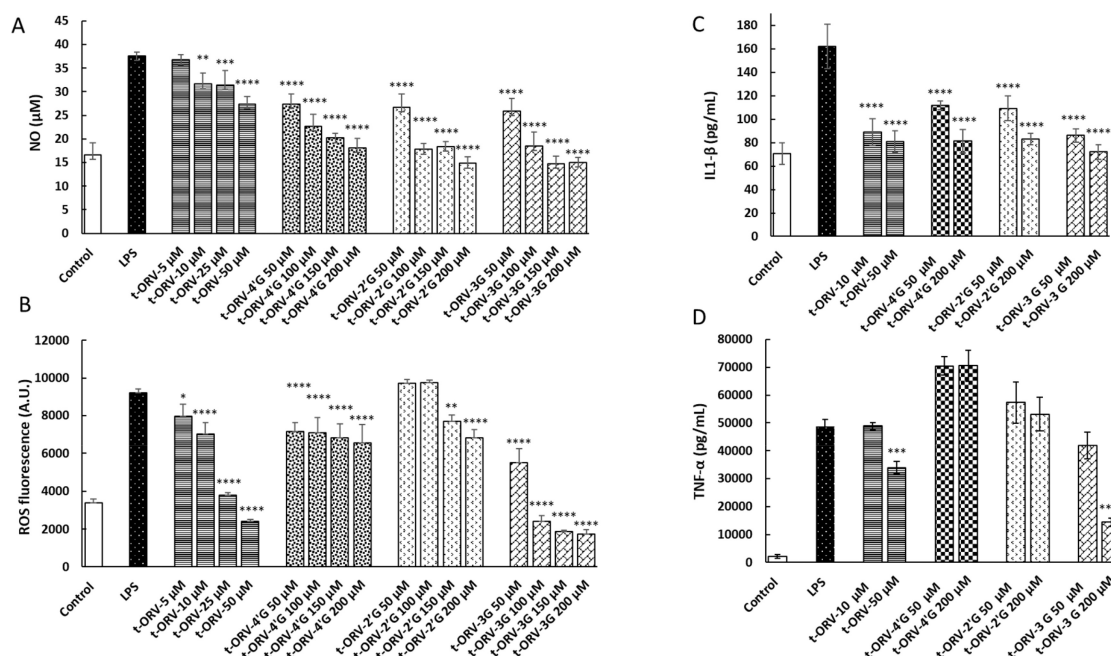 A
NO (µM)
45
40
35
30
25
20
15
10
5
0
** *** ****
**** **** **** ****
**** **** **** ****
**** **** **** ****
Control
LPS
t-ORV-5 µM
t-ORV-10 µM
t-ORV-25 µM
t-ORV-50 µM
t-ORV-4'G 50 µM
t-ORV-4'G 100 µM
t-ORV-4'G 150 µM
t-ORV-4'G 200 µM
t-ORV-2'G 50 µM
t-ORV-2'G 100 µM
t-ORV-2'G 150 µM
t-ORV-2'G 200 µM
t-ORV-3G 50 µM
t-ORV-3G 100 µM
t-ORV-3G 150 µM
t-ORV-3G 200 µM
C
IL1-β (pg/mL)
180
160
140
120
100
80
60
40
20
0
**** ****
**** ****
**** ****
**** ****
Control
LPS
t-ORV-10 µM
t-ORV-50 µM
t-ORV-4'G 50 µM
t-ORV-4'G 200 µM
t-ORV-2'G 50 µM
t-ORV-2'G 200 µM
t-ORV-3 G 50 µM
t-ORV-3 G 200 µM
B
ROS fluorescence (A.U.)
12000
10000
8000
6000
4000
2000
0
* **** **** ****
**** **** **** ****
** ****
**** **** **** ****
Control
LPS
t-ORV-5 µM
t-ORV-10 µM
t-ORV-25 µM
t-ORV-50 µM
t-ORV-4'G 50 µM
t-ORV-4'G 100 µM
t-ORV-4'G 150 µM
t-ORV-4'G 200 µM
t-ORV-2'G 50 µM
t-ORV-2'G 100 µM
t-ORV-2'G 150 µM
t-ORV-2'G 200 µM
t-ORV-3G 50 µM
t-ORV-3G 100 µM
t-ORV-3G 150 µM
t-ORV-3G 200 µM
D
TNF-α (pg/mL)
80000
70000
60000
50000
40000
30000
20000
10000
0
***
Control
LPS
t-ORV-10 µM
t-ORV-50 µM
t-ORV-4'G 50 µM
t-ORV-4'G 200 µM
t-ORV-2'G 50 µM
t-ORV-2'G 200 µM
t-ORV-3 G 50 µM
t-ORV-3 G 200 µM